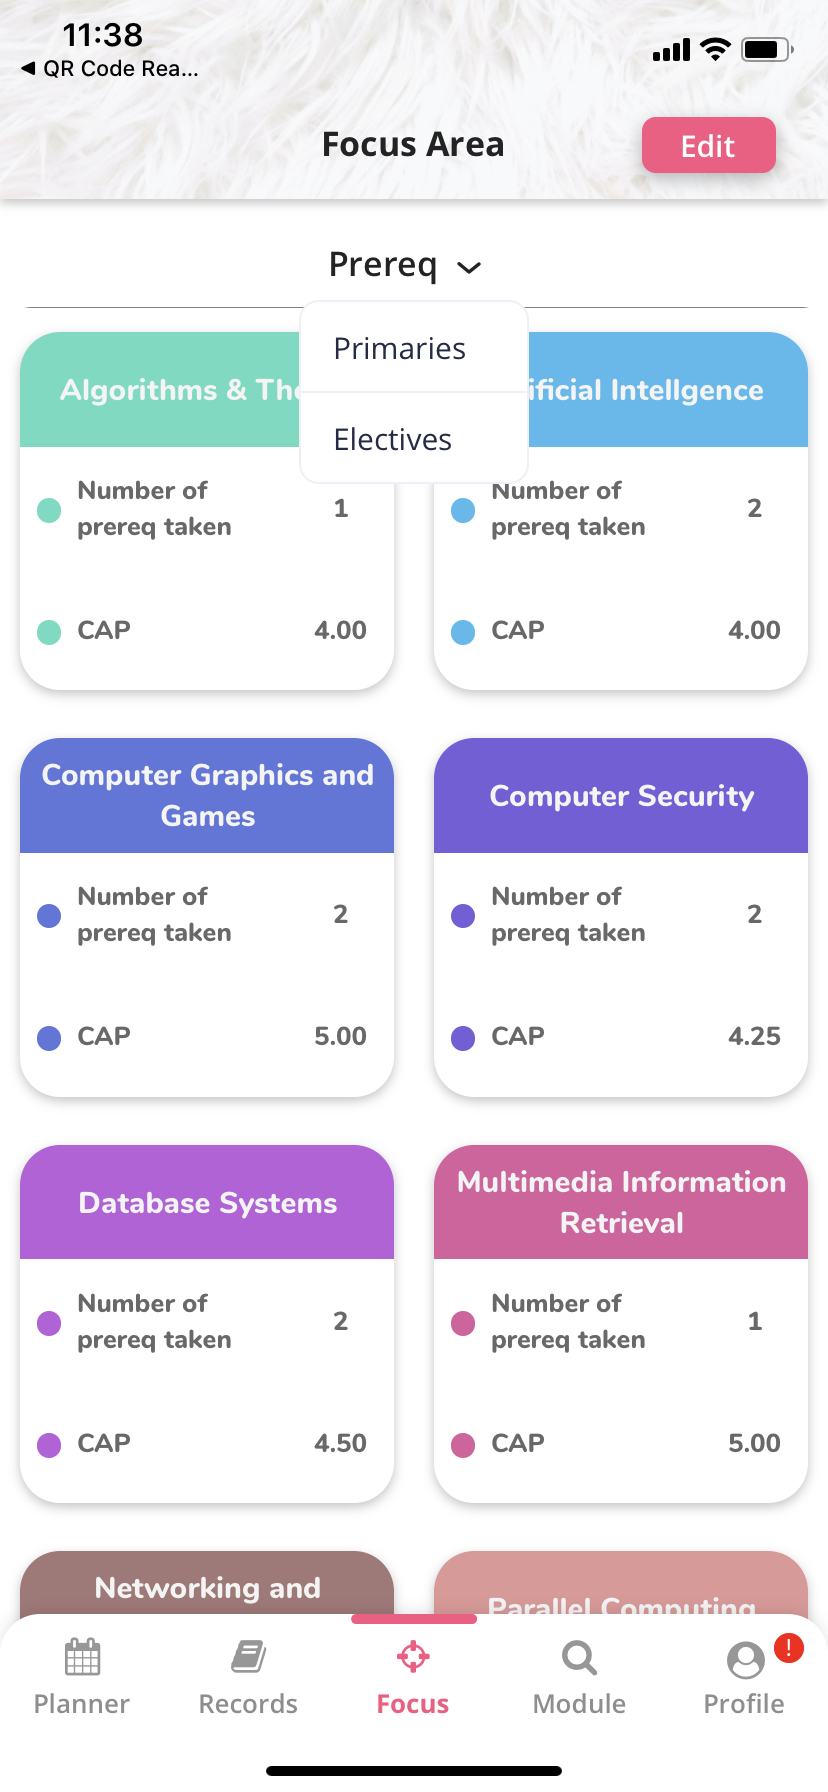 11:38
QR Code Rea...
Focus Area
Edit
Prereq
Primaries
Electives
Algorithms &
Intellgence
Number of
prereq taken
1
CAP
4.00
Number of
prereq taken
2
CAP
4.00
Computer Graphics and
Games
Number of
prereq taken
2
CAP
5.00
Computer Security
Number of
prereq taken
2
CAP
4.25
Database Systems
Number of
prereq taken
2
CAP
4.50
Multimedia Information
Retrieval
Number of
prereq taken
1
CAP
5.00
Networking and
Parallel Computing
Planner
Records
Focus
Module
Profile
!